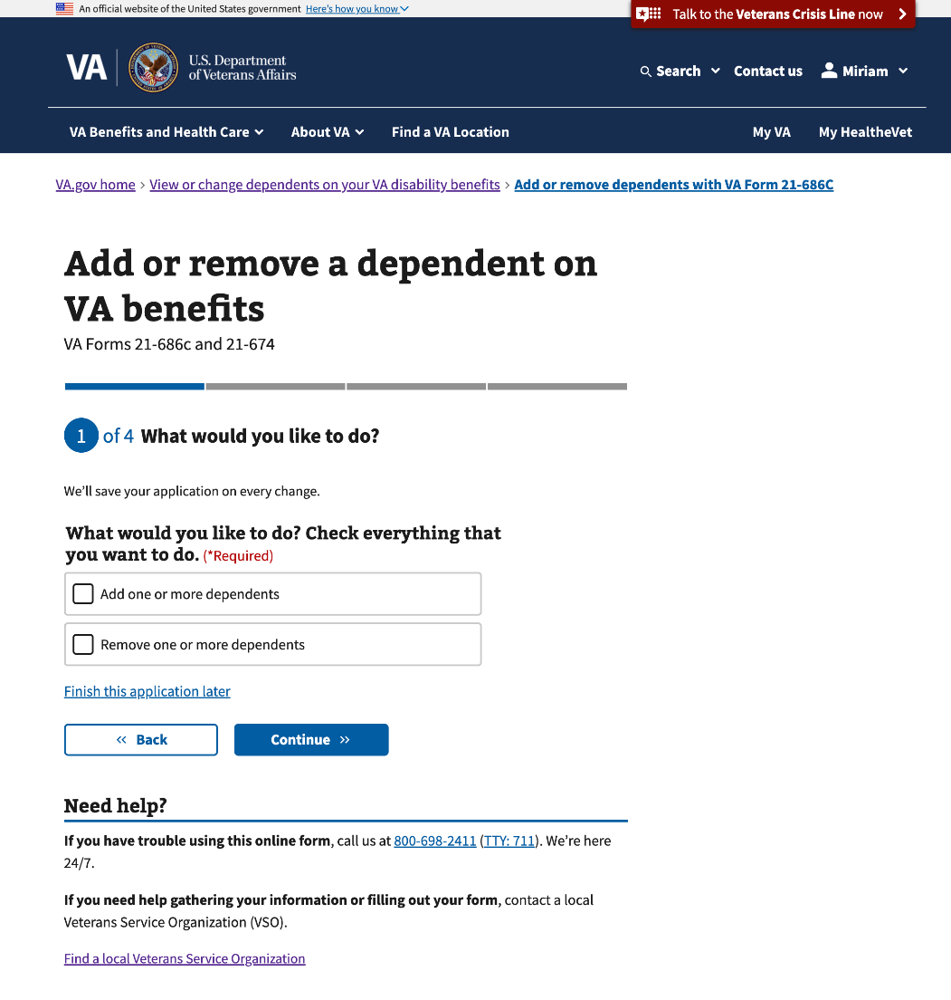 An official website of the United States government Here's how you know
Talk to the Veterans Crisis Line now
VA
U.S. Department
of Veterans Affairs
Search Contact us Miriam
VA Benefits and Health Care About VA Find a VA Location My VA My HealtheVet
VA.gov home › View or change dependents on your VA disability benefits › Add or remove dependents with VA Form 21-686C
Add or remove a dependent on
VA benefits
VA Forms 21-686c and 21-674
1 of 4 What would you like to do?
We'll save your application on every change.
What would you like to do? Check everything that
you want to do. (*Required)
Add one or more dependents
Remove one or more dependents
Finish this application later
« Back Continue »
Need help?
If you have trouble using this online form, call us at 800-698-2411 (TTY: 711). We're here
24/7.
If you need help gathering your information or filling out your form, contact a local
Veterans Service Organization (VSO).
Find a local Veterans Service Organization